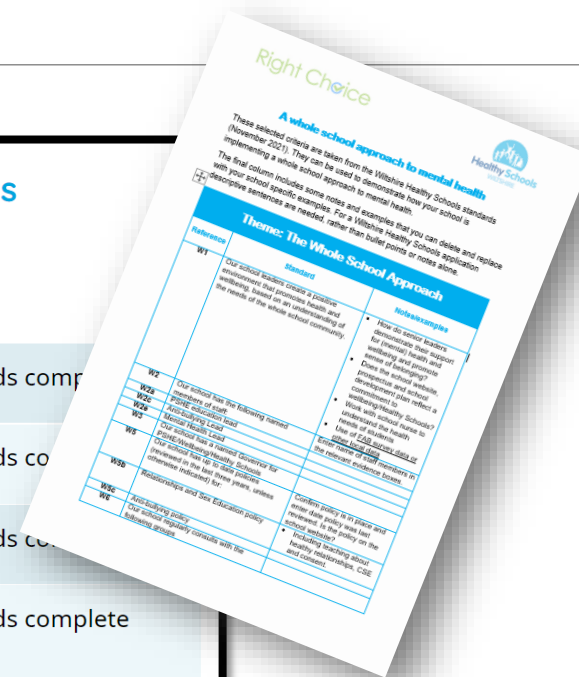 s
ds comp
ds co
ds co
ds complete
Right Choice
Healthy Schools
A whole school approach to mental health
These selected criteria are taken from the Wiltshire Healthy Schools standards
(November 2021). They can be used to demonstrate how your school is
implementing a whole school approach to mental health.
The final column includes some notes and examples that you can delete and replace
with your school specific examples. For a Wiltshire Healthy Schools application
descriptive sentences are needed, rather than bullet points or notes alone.
Theme: The Whole School Approach
Reference
Standard
Notes/examples
W1
Our school leaders create a positive
environment that promotes health and
wellbeing, based on an understanding of
the needs of the whole school community.
• How do senior leaders
demonstrate their support
for (mental) health and
wellbeing and promote
sense of belonging?
• Does the school website,
prospectus and school
development plan reflect a
commitment to
wellbeing/Healthy Schools?
• Work with school nurse to
understand the health
needs of students
• Use of FAB survey data or
other local data
W2
Our school has the following named
members of staff:
Enter name of staff members in
the relevant evidence boxes.
W2a
PSHE education lead
W2c
Anti-bullying Lead
W2e
Mental Health Lead
W3
Our school has a named Governor for
PSHE/Wellbeing/Healthy Schools
W5
Our school has up to date policies
(reviewed in the last three years, unless
otherwise indicated) for:
Confirm policy is in place and
enter date policy was last
reviewed. Is the policy on the
school website?
W5b
Relationships and Sex Education policy
• Including teaching about
healthy relationships, CSE
and consent.
W5c
Anti-bullying policy
W6
Our school regularly consults with the
following groups